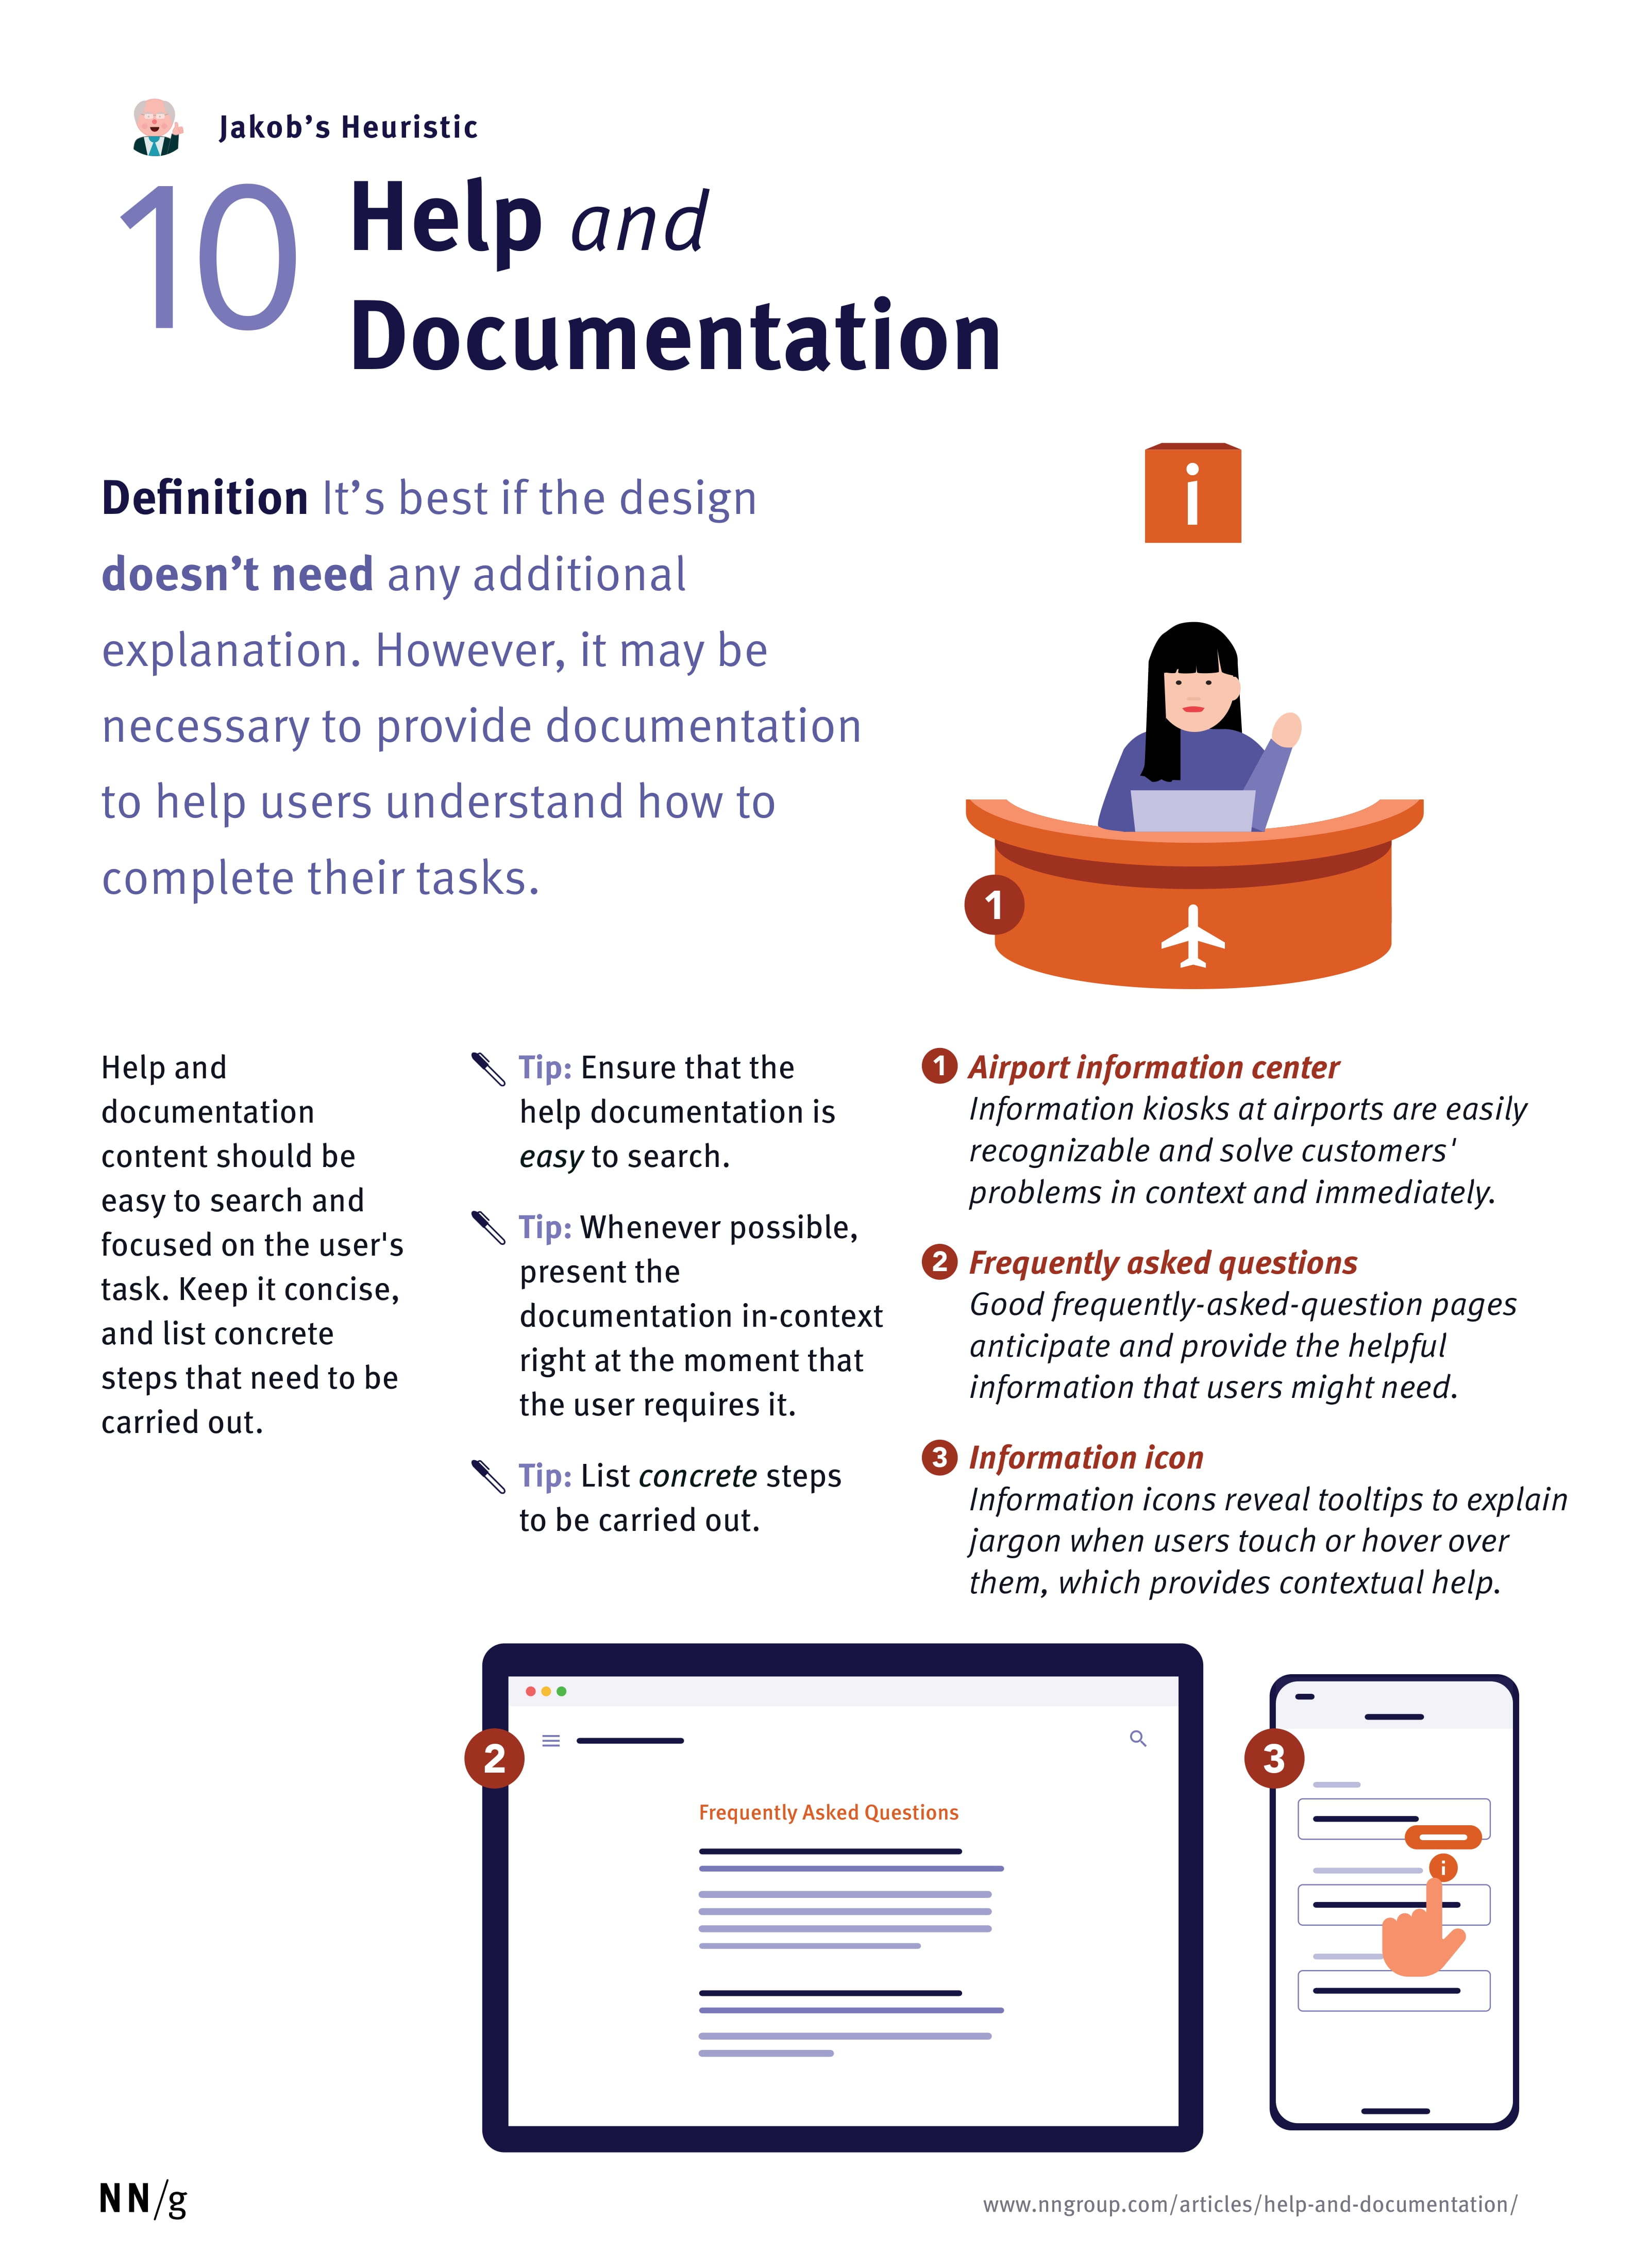 Jakob’s Heuristic
10
Help and
Documentation
Definition It’s best if the design
doesn’t need any additional
explanation. However, it may be
necessary to provide documentation
to help users understand how to
complete their tasks.
i
1
Help and
documentation
content should be
easy to search and
focused on the user's
task. Keep it concise,
and list concrete
steps that need to be
carried out.
Tip: Ensure that the
help documentation is
easy to search.
Tip: Whenever possible,
present the
documentation in-context
right at the moment that
the user requires it.
Tip: List concrete steps
to be carried out.
1 Airport information center
Information kiosks at airports are easily
recognizable and solve customers'
problems in context and immediately.
2 Frequently asked questions
Good frequently-asked-question pages
anticipate and provide the helpful
information that users might need.
3 Information icon
Information icons reveal tooltips to explain
jargon when users touch or hover over
them, which provides contextual help.
2
Frequently Asked Questions
3
i
NN/g
www.nngroup.com/articles/help-and-documentation/